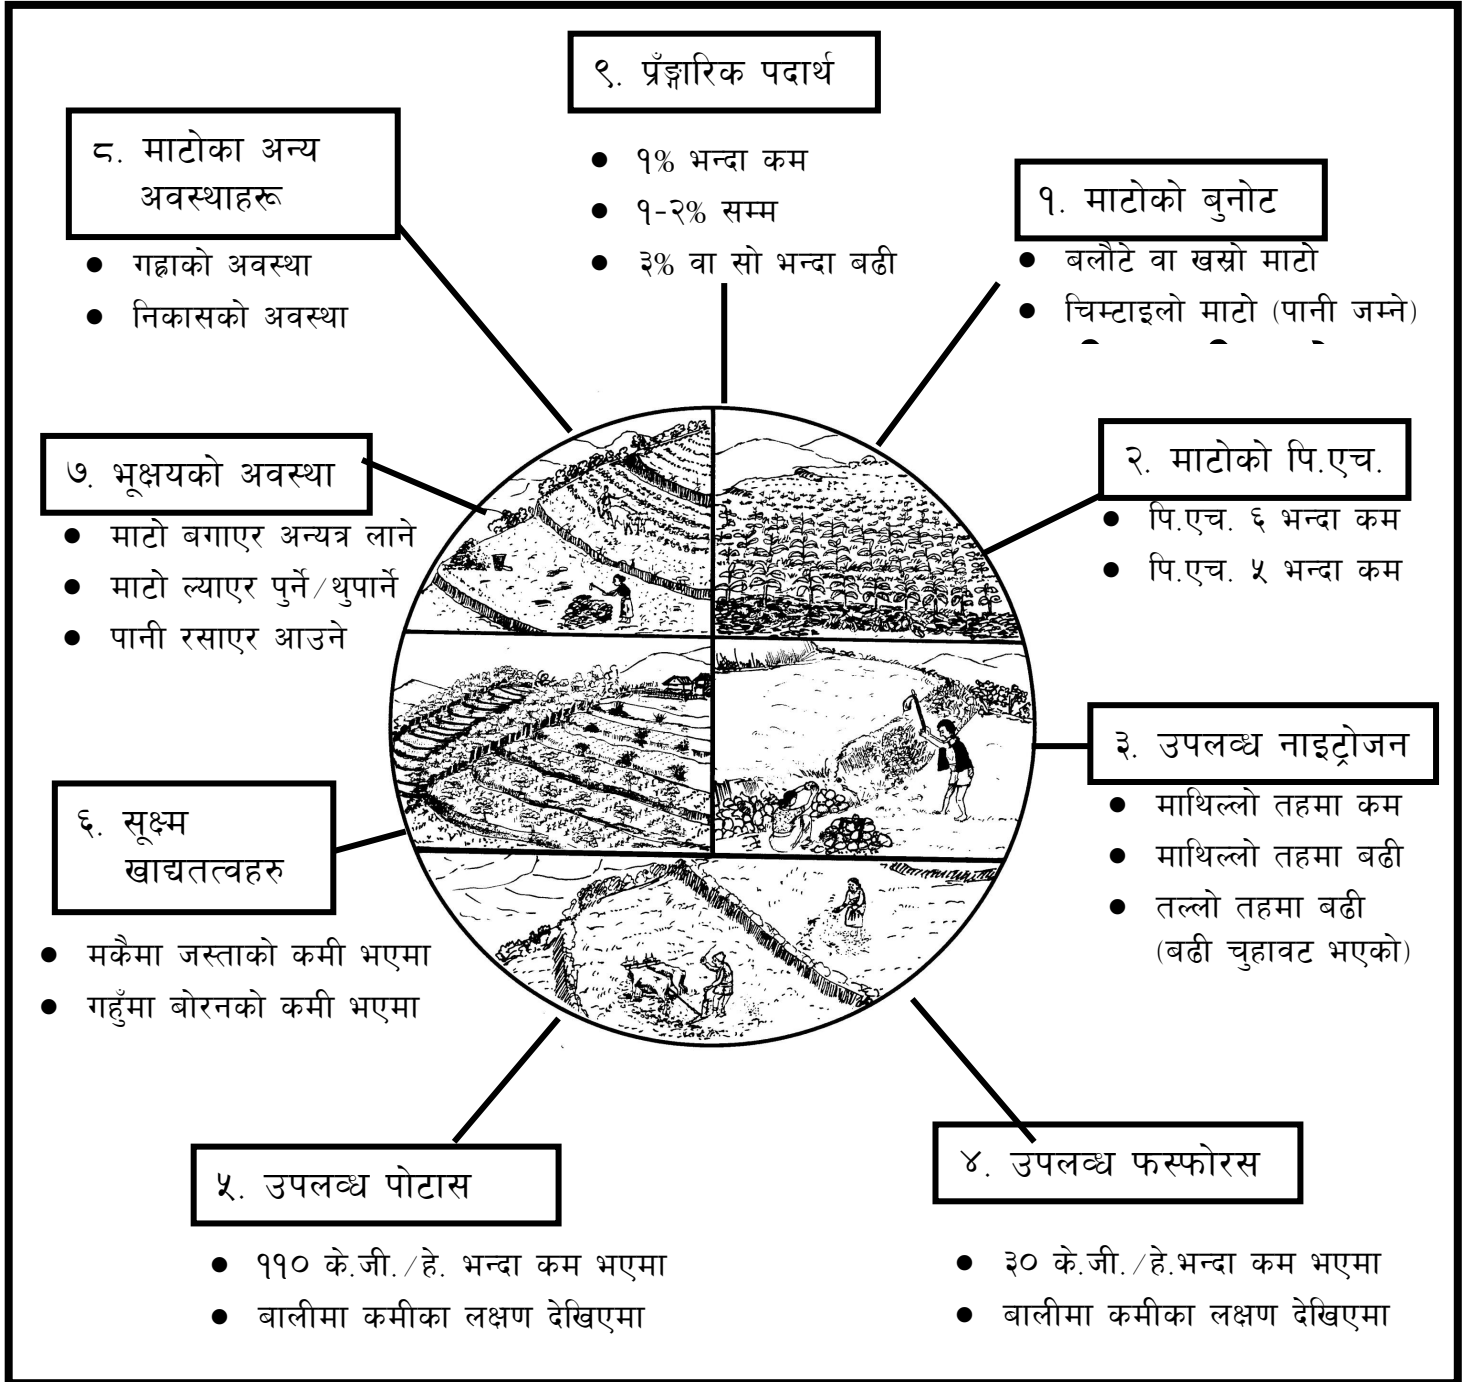 ९. प्रँङ्गारिक पदार्थ
● १% भन्दा कम
● १-२% सम्म
● ३% वा सो भन्दा बढी
१. माटोको बुनोट
● बलौटे वा खस्रो माटो
● चिम्टाइलो माटो (पानी जम्ने)
२. माटोको पि.एच.
● पि.एच. ६ भन्दा कम
● पि.एच. ५ भन्दा कम
३. उपलव्ध नाइट्रोजन
● माथिल्लो तहमा कम
● माथिल्लो तहमा बढी
● तल्लो तहमा बढी
(बढी चुहावट भएको)
४. उपलव्ध फस्फोरस
● ३० के.जी./हे.भन्दा कम भएमा
● बालीमा कमीका लक्षण देखिएमा
५. उपलव्ध पोटास
● ११० के.जी./हे. भन्दा कम भएमा
● बालीमा कमीका लक्षण देखिएमा
६. सूक्ष्म
खाद्यतत्वहरु
● मकैमा जस्ताको कमी भएमा
● गहुँमा बोरनको कमी भएमा
७. भूक्षयको अवस्था
● माटो बगाएर अन्यत्र लाने
● माटो ल्याएर पुर्ने/थुपार्ने
● पानी रसाएर आउने
८. माटोका अन्य
अवस्थाहरू
● गह्राको अवस्था
● निकासको अवस्था